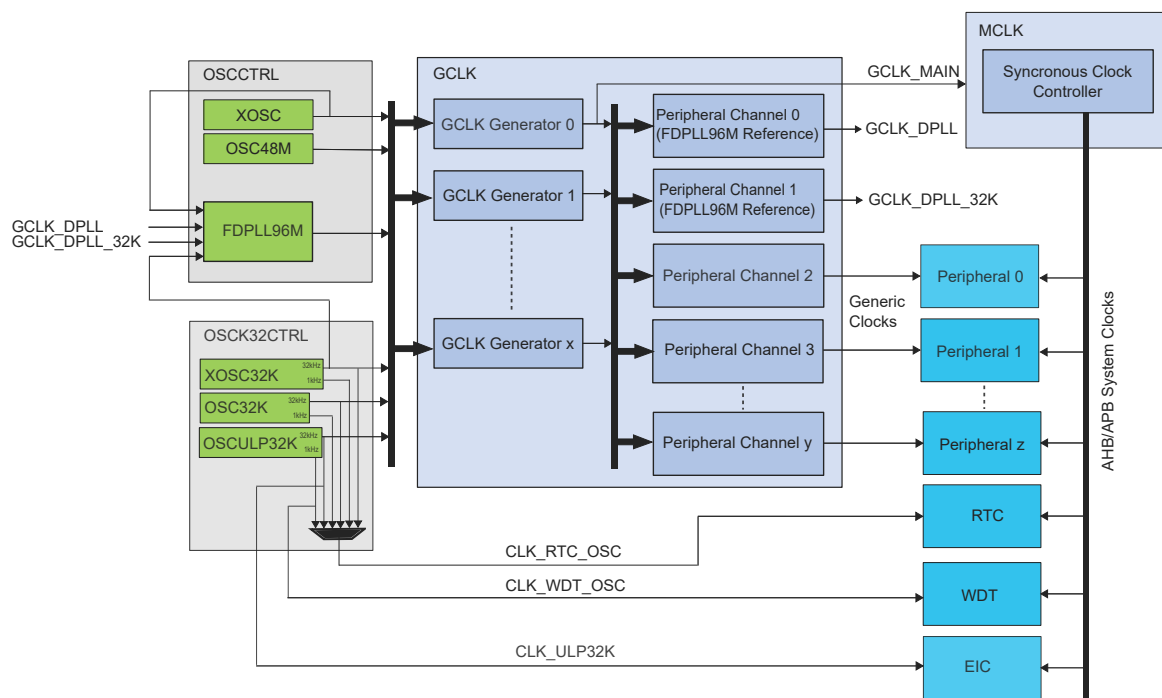 MCLK
Syncronous Clock
Controller
OSCCTRL
XOSC
OSC48M
FDPLL96M
GCLK_DPLL
GCLK_DPLL_32K
OSCK32CTRL
XOSC32K
32kHz
1kHz
OSC32K
32kHz
1kHz
OSCULP32K
32kHz
1kHz
GCLK
GCLK Generator 0
GCLK Generator 1
GCLK Generator x
Peripheral Channel 0
(FDPLL96M Reference)
Peripheral Channel 1
(FDPLL96M Reference)
Peripheral Channel 2
Peripheral Channel 3
Peripheral Channel y
GCLK_MAIN
GCLK_DPLL
GCLK_DPLL_32K
Generic
Clocks
Peripheral 0
Peripheral 1
Peripheral z
RTC
WDT
EIC
AHB/APB System Clocks
CLK_RTC_OSC
CLK_WDT_OSC
CLK_ULP32K